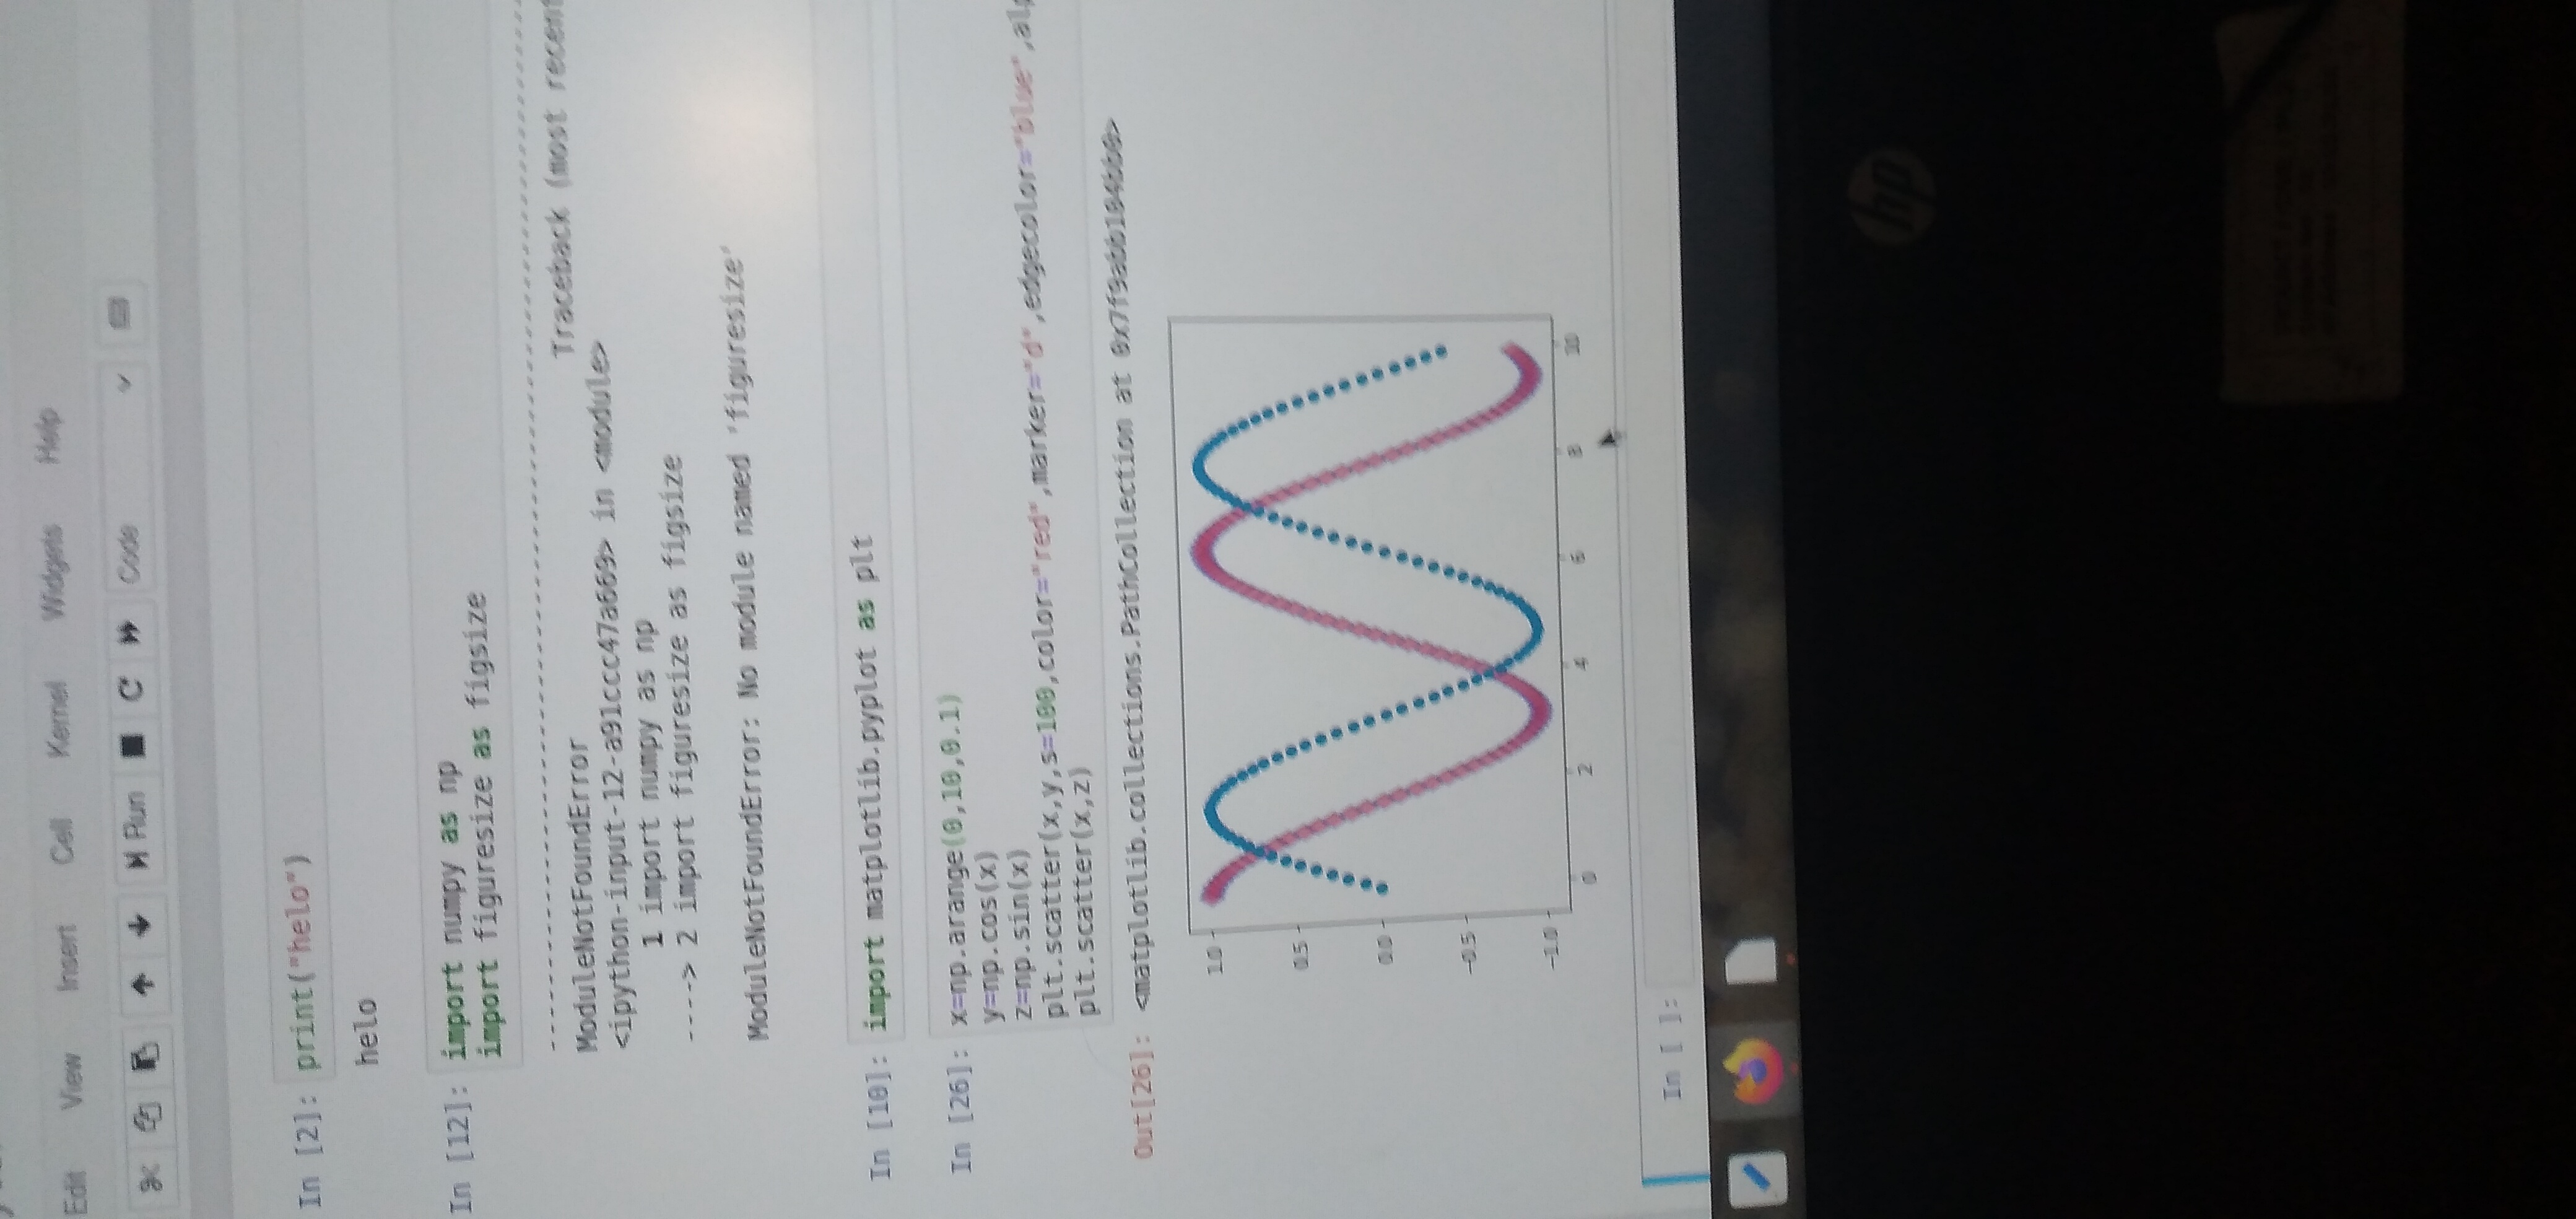 Edit View Insert Cell Kernel Widgets Help
Run Code
In [2]: print("helo")
helo
In [12]: import numpy as np
import figuresize as figsize
--------------------------------------------------------------
ModuleNotFoundError Traceback (most recent
<ipython-input-12-a91ccc47a669> in <module>
1 import numpy as np
----> 2 import figuresize as figsize
ModuleNotFoundError: No module named 'figuresize'
In [10]: import matplotlib.pyplot as plt
In [26]: x=np.arange(0,10,0.1)
y=np.cos(x)
z=np.sin(x)
plt.scatter(x,y,s=100,color="red",marker="d",edgecolor="blue",alp
plt.scatter(x,z)
Out[26]: <matplotlib.collections.PathCollection at 0x7f9abb104bb0>
1.0
0.5
0.0
−0.5
−1.0
0 2 4 6 8 10
In [ ]:
hp